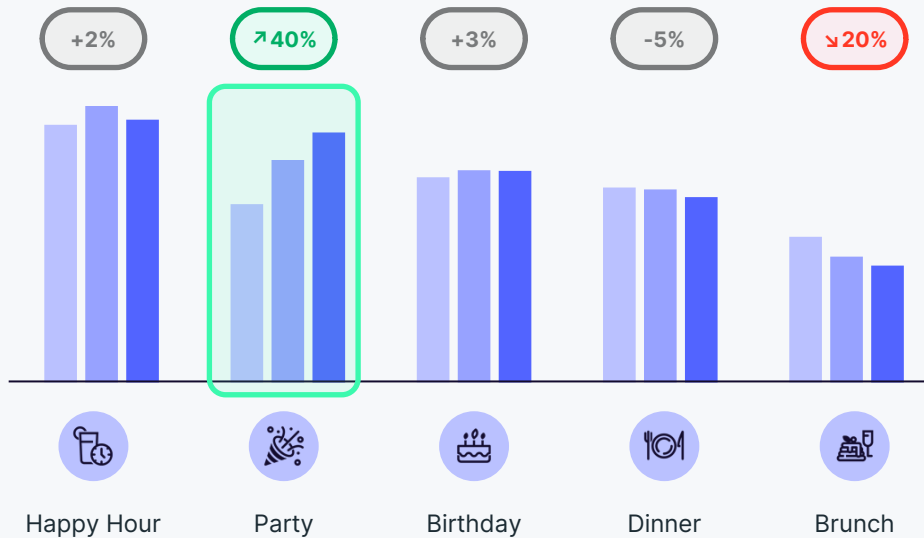 +2%
↗40%
+3%
-5%
↘20%
Happy Hour
Party
Birthday
Dinner
Brunch